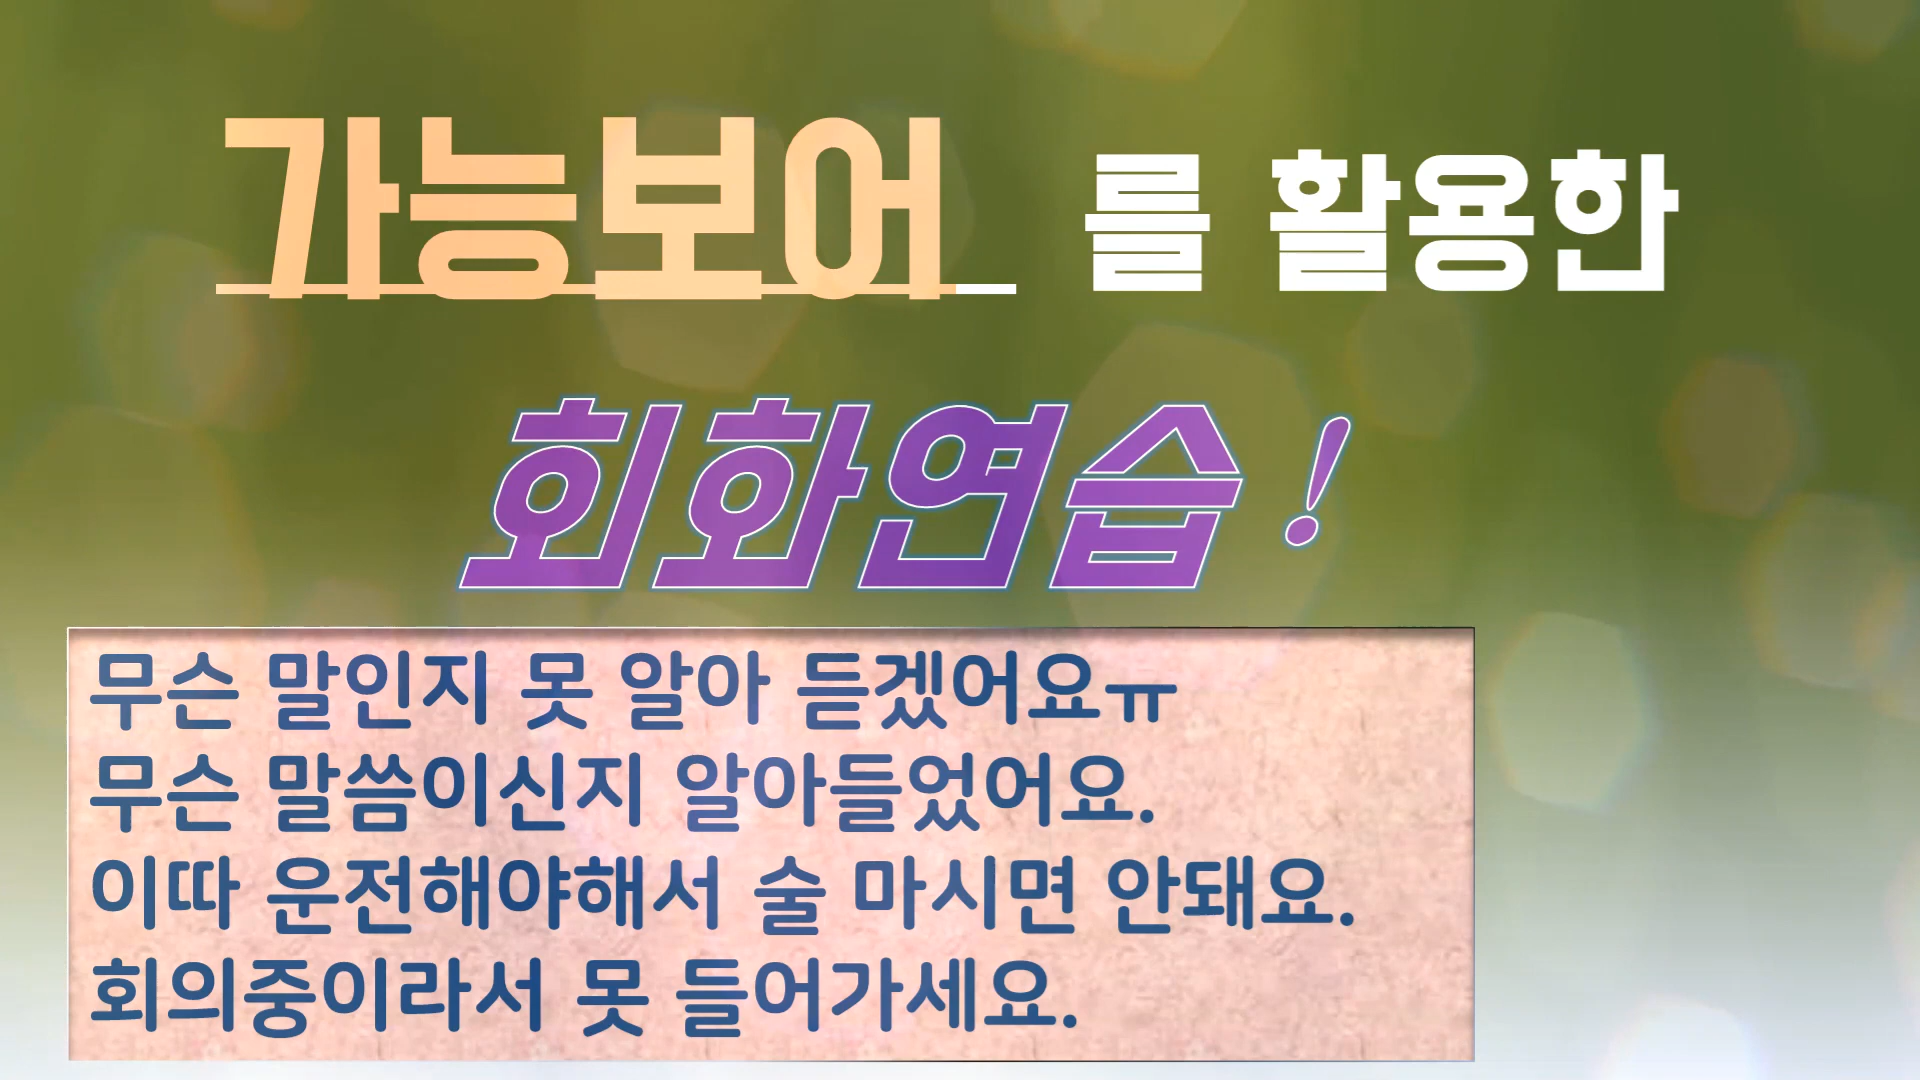 가능보어 를 활용한
회화연습!
무슨 말인지 못 알아 듣겠어요ㅠ
무슨 말씀이신지 알아들었어요.
이따 운전해야해서 술 마시면 안돼요.
회의중이라서 못 들어가세요.